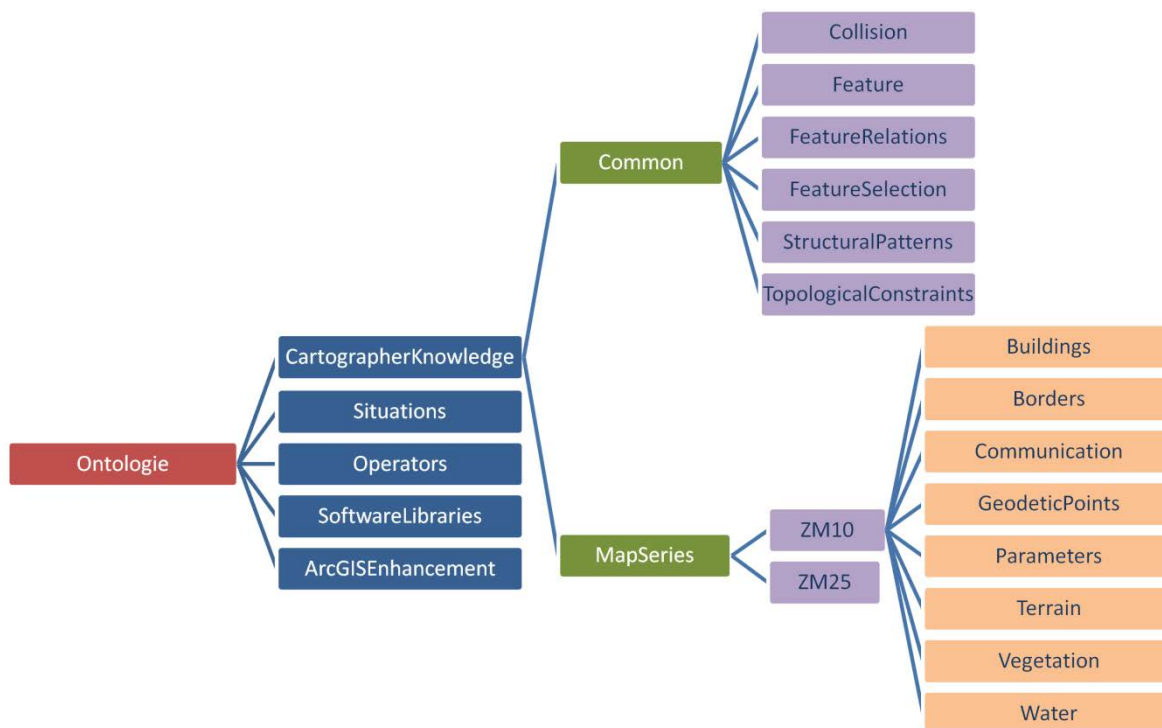 Ontologie
CartographerKnowledge
Situations
Operators
SoftwareLibraries
ArcGISEnhancement
Common
MapSeries
Collision
Feature
FeatureRelations
FeatureSelection
StructuralPatterns
TopologicalConstraints
ZM10
ZM25
Buildings
Borders
Communication
GeodeticPoints
Parameters
Terrain
Vegetation
Water